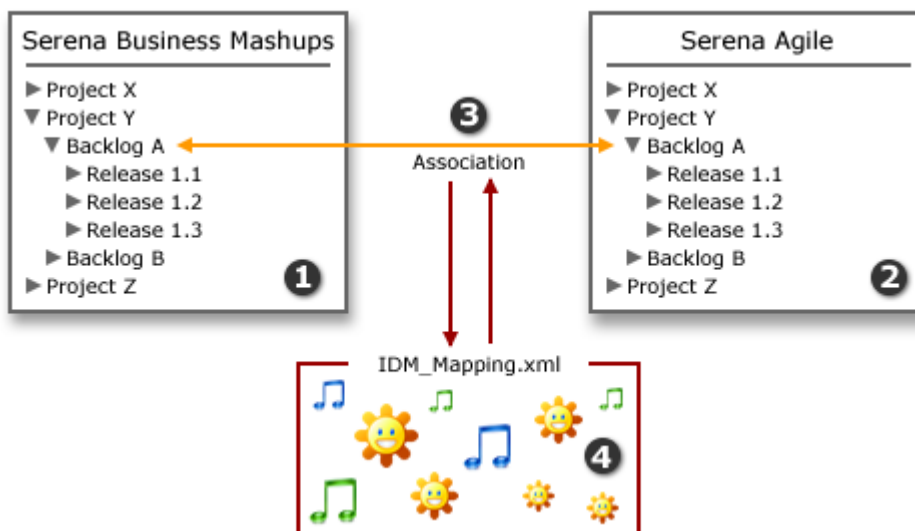 Serena Business Mashups
Project X
Project Y
Backlog A
Release 1.1
Release 1.2
Release 1.3
Backlog B
Project Z
1
Serena Agile
Project X
Project Y
Backlog A
Release 1.1
Release 1.2
Release 1.3
Backlog B
Project Z
2
3
Association
IDM_Mapping.xml
4